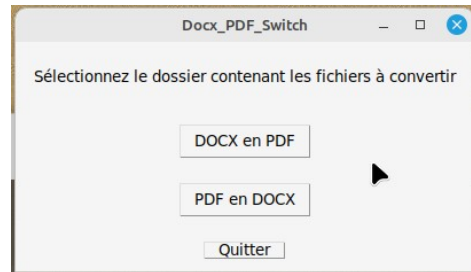 Docx_PDF_Switch
Sélectionnez le dossier contenant les fichiers à convertir
DOCX en PDF
PDF en DOCX
Quitter